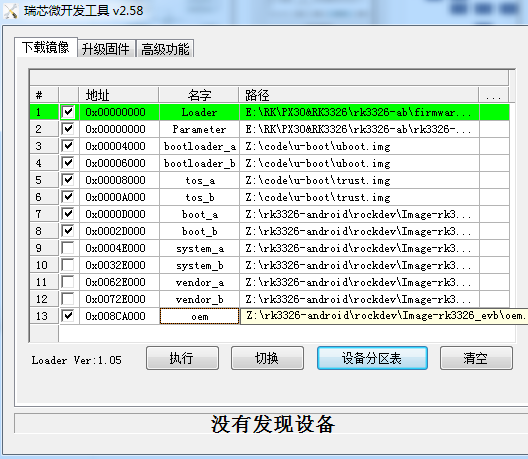 瑞芯微开发工具 v2.58
下载镜像 升级固件 高级功能
# 地址 名字 路径 ...
1 0x00000000 Loader E:\RK\PX30@RK3326\rk3326-ab\firmwar...
2 0x00000000 Parameter E:\RK\PX30@RK3326\rk3326-ab\rk3326-...
3 0x00004000 bootloader_a Z:\code\u-boot\uboot.img
4 0x00006000 bootloader_b Z:\code\u-boot\uboot.img
5 0x00008000 tos_a Z:\code\u-boot\trust.img
6 0x0000A000 tos_b Z:\code\u-boot\trust.img
7 0x0000D000 boot_a Z:\rk3326-android\rockdev\Image-rk3...
8 0x0002D000 boot_b Z:\rk3326-android\rockdev\Image-rk3...
9 0x0004E000 system_a Z:\rk3326-android\rockdev\Image-rk3...
10 0x0032E000 system_b Z:\rk3326-android\rockdev\Image-rk3...
11 0x0062E000 vendor_a Z:\rk3326-android\rockdev\Image-rk3...
12 0x0072E000 vendor_b Z:\rk3326-android\rockdev\Image-rk3...
13 0x008CA000 oem Z:\rk3326-android\rockdev\Image-rk3326_evb\oem.
Loader Ver:1.05 执行 切换 设备分区表 清空
没有发现设备